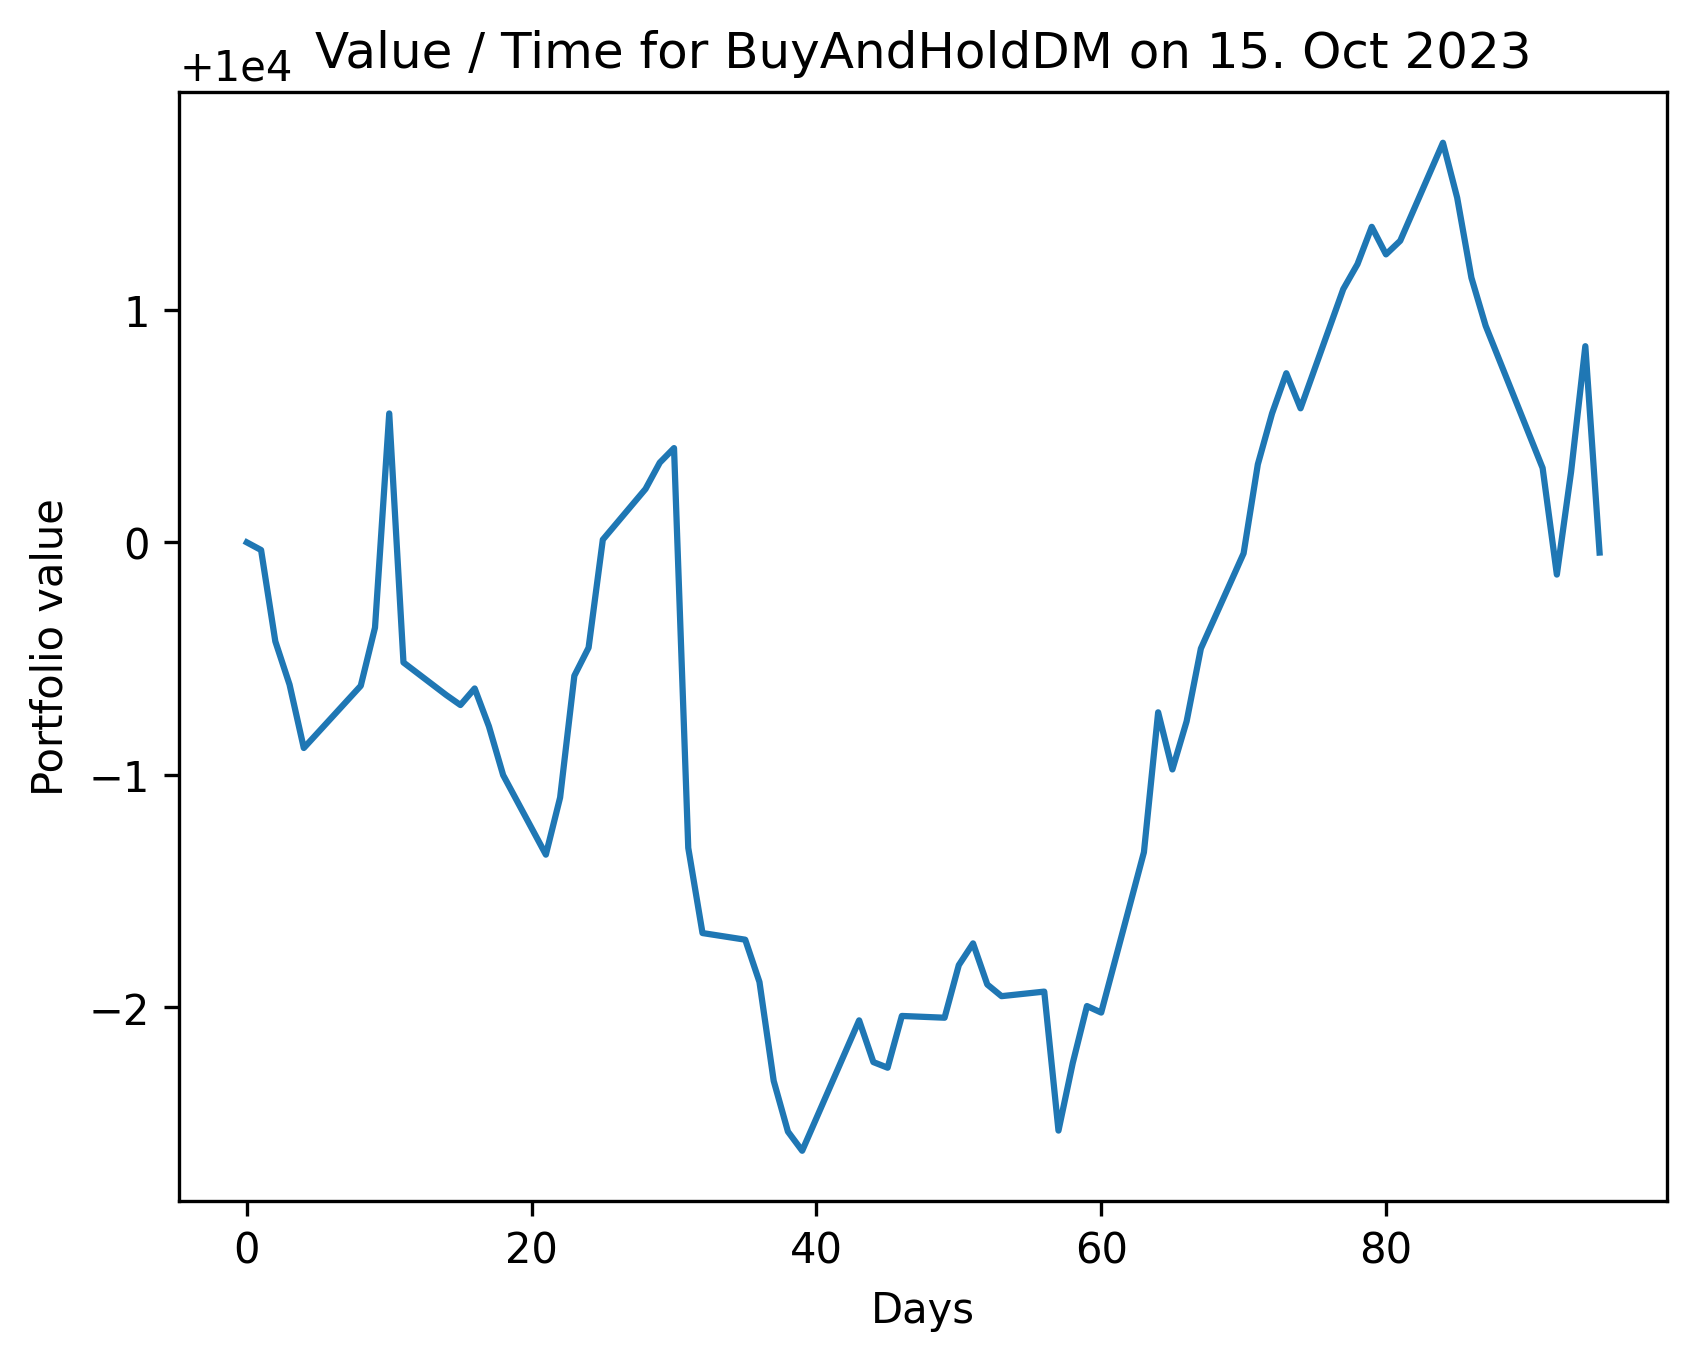 Value / Time for BuyAndHoldDM on 15. Oct 2023
+1e4
1
0
−1
−2
Portfolio value
0 20 40 60 80
Days